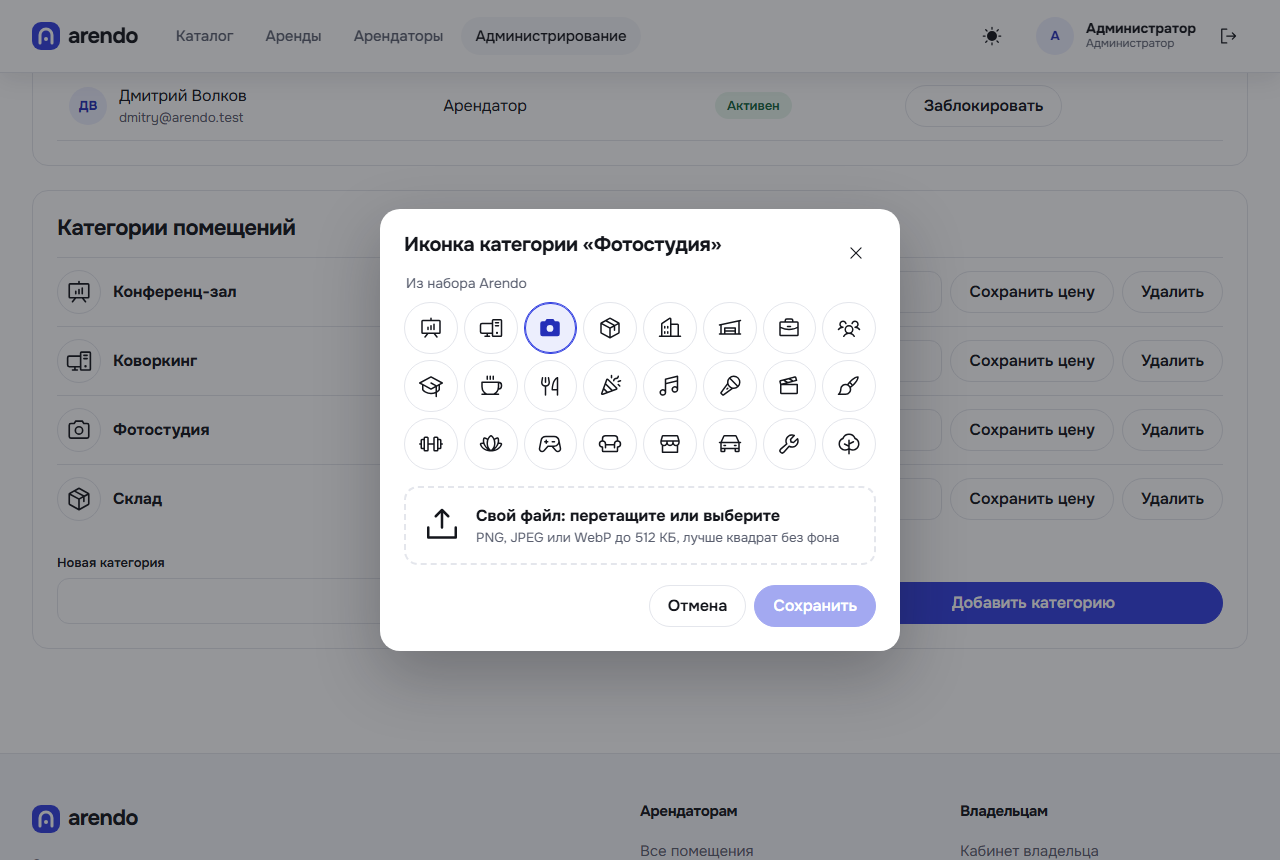 arendo
Каталог
Аренды
Арендаторы
Администрирование
А
Администратор
Администратор
ДВ
Дмитрий Волков
dmitry@arendo.test
Арендатор
Активен
Заблокировать
Категории помещений
Конференц-зал
Сохранить цену
Удалить
Коворкинг
Сохранить цену
Удалить
Фотостудия
Сохранить цену
Удалить
Склад
Сохранить цену
Удалить
Новая категория
Добавить категорию
Иконка категории «Фотостудия»
Из набора Arendo
Свой файл: перетащите или выберите
PNG, JPEG или WebP до 512 КБ, лучше квадрат без фона
Отмена
Сохранить
arendo
Арендаторам
Владельцам
Все помещения
Кабинет владельца